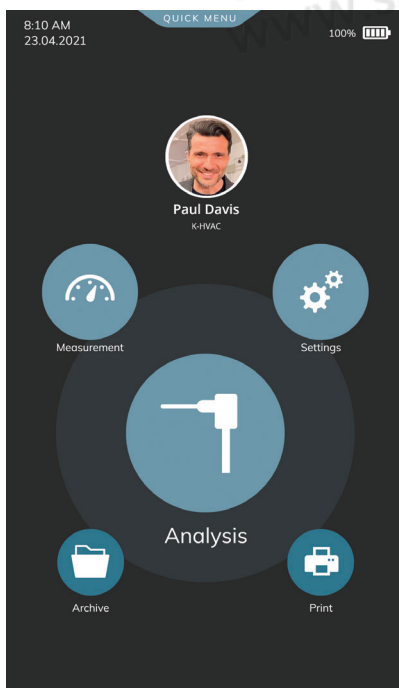 QUICK MENU
8:10 AM
23.04.2021
100%
Paul Davis
K-HVAC
Measurement
Settings
Analysis
Archive
Print